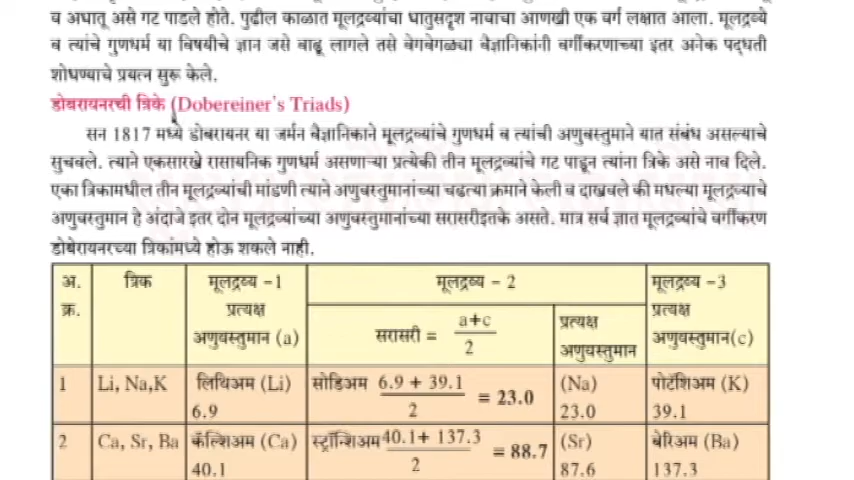 व अधातू असे गट पाडले होते. पुढील काळात मूलद्रव्यांचा धातुसदृश नावाचा आणखी एक वर्ग लक्षात आला. मूलद्रव्ये
व त्यांचे गुणधर्म या विषयीचे ज्ञान जसे वाढू लागले तसे वेगवेगळ्या वैज्ञानिकांनी वर्गीकरणाच्या इतर अनेक पद्धती
शोधण्याचे प्रयत्न सुरू केले.
डोबरायनरची त्रिके (Dobereiner's Triads)
सन 1817 मध्ये डोबरायनर या जर्मन वैज्ञानिकाने मूलद्रव्यांचे गुणधर्म व त्यांची अणुवस्तुमाने यात संबंध असल्याचे
सुचवले. त्याने एकसारखे रासायनिक गुणधर्म असणाऱ्या प्रत्येकी तीन मूलद्रव्यांचे गट पाडून त्यांना त्रिके असे नाव दिले.
एका त्रिकामधील तीन मूलद्रव्यांची मांडणी त्याने अणुवस्तुमानांच्या चढत्या क्रमाने केली व दाखवले की मधल्या मूलद्रव्याचे
अणुवस्तुमान हे अंदाजे इतर दोन मूलद्रव्यांच्या अणुवस्तुमानांच्या सरासरीइतके असते. मात्र सर्व ज्ञात मूलद्रव्यांचे वर्गीकरण
डोबेरायनरच्या त्रिकांमध्ये होऊ शकले नाही.
अ. त्रिक मूलद्रव्य -1 मूलद्रव्य - 2 मूलद्रव्य -3
क्र. प्रत्यक्ष प्रत्यक्ष
अणुवस्तुमान (a) सरासरी = a+c / 2 प्रत्यक्ष अणुवस्तुमान अणुवस्तुमान(c)
1 Li, Na,K लिथिअम (Li) सोडिअम 6.9 + 39.1 / 2 = 23.0 (Na) पोटॅशिअम (K)
6.9 23.0 39.1
2 Ca, Sr, Ba कॅल्शिअम (Ca) स्ट्रॉन्शिअम 40.1+ 137.3 / 2 = 88.7 (Sr) बेरिअम (Ba)
40.1 87.6 137.3